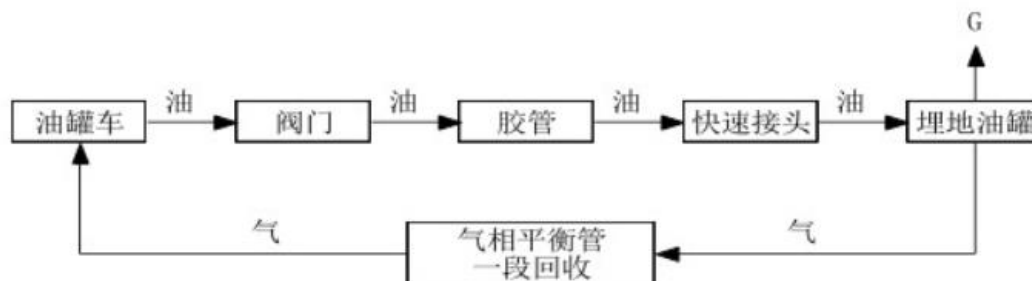 G
油 油 油 油
油罐车 阀门 胶管 快速接头 埋地油罐
气 气
气相平衡管
一段回收